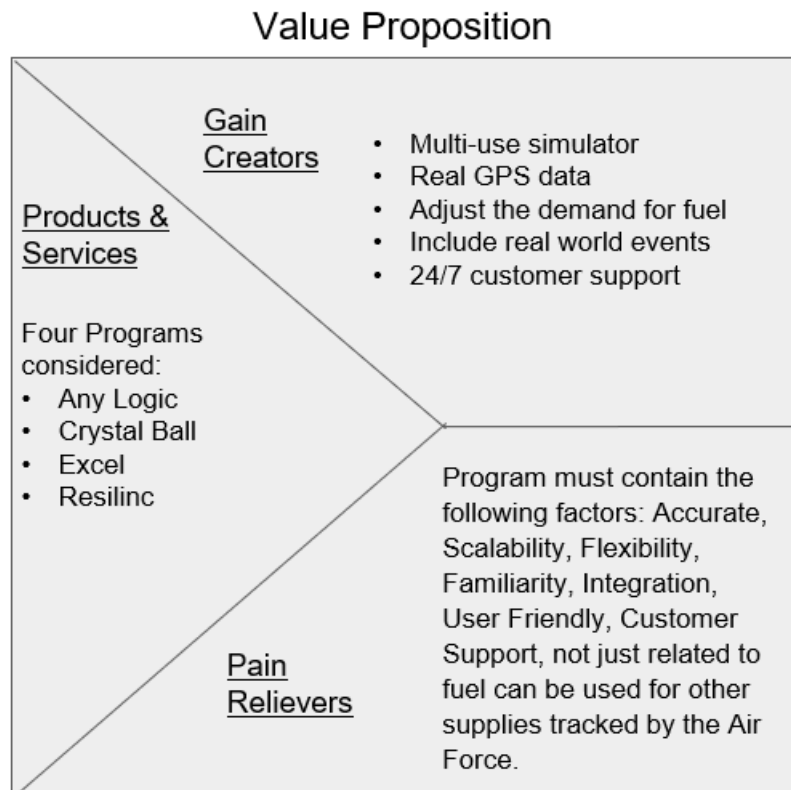 Value Proposition
Gain
Creators
• Multi-use simulator
• Real GPS data
• Adjust the demand for fuel
• Include real world events
• 24/7 customer support
Products &
Services
Four Programs
considered:
• Any Logic
• Crystal Ball
• Excel
• Resilinc
Pain
Relievers
Program must contain the
following factors: Accurate,
Scalability, Flexibility,
Familiarity, Integration,
User Friendly, Customer
Support, not just related to
fuel can be used for other
supplies tracked by the Air
Force.